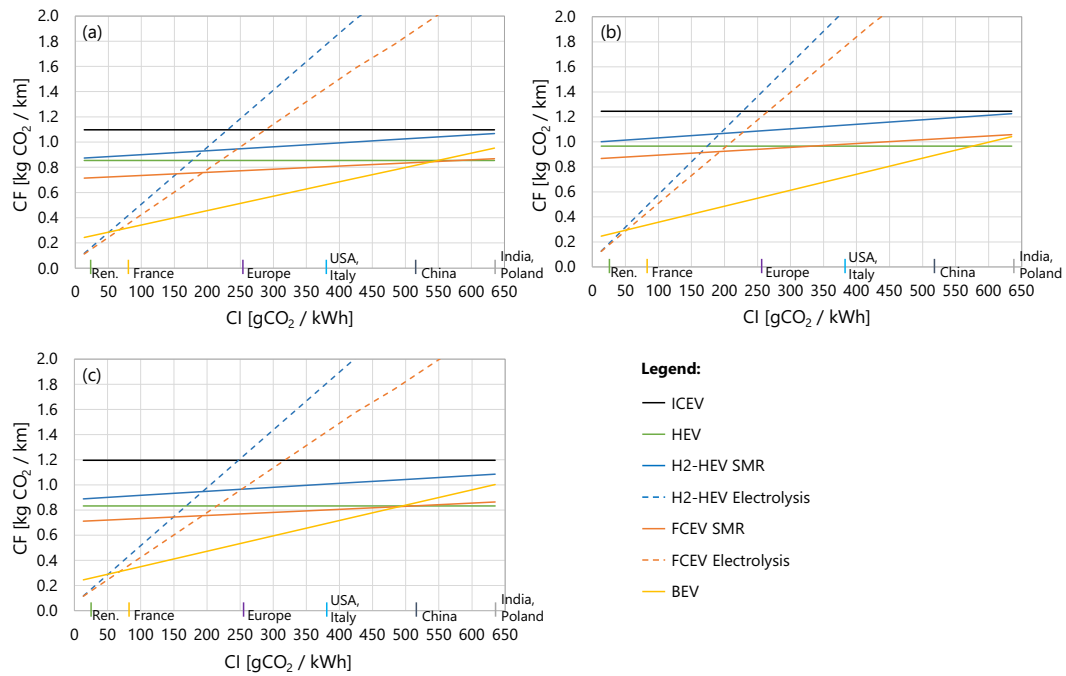 (a)
CF [kg CO₂ / km]
2.0
1.8
1.6
1.4
1.2
1.0
0.8
0.6
0.4
0.2
0.0
Ren.
France
Europe
USA,
Italy
China
India,
Poland
0 50 100 150 200 250 300 350 400 450 500 550 600 650
CI [gCO₂ / kWh]
(b)
CF [kg CO₂ / km]
2.0
1.8
1.6
1.4
1.2
1.0
0.8
0.6
0.4
0.2
0.0
Ren.
France
Europe
USA,
Italy
China
India,
Poland
0 50 100 150 200 250 300 350 400 450 500 550 600 650
CI [gCO₂ / kWh]
(c)
CF [kg CO₂ / km]
2.0
1.8
1.6
1.4
1.2
1.0
0.8
0.6
0.4
0.2
0.0
Ren.
France
Europe
USA,
Italy
China
India,
Poland
0 50 100 150 200 250 300 350 400 450 500 550 600 650
CI [gCO₂ / kWh]
Legend:
ICEV
HEV
H2-HEV SMR
H2-HEV Electrolysis
FCEV SMR
FCEV Electrolysis
BEV